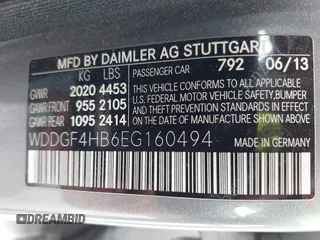 MFD BY DAIMLER AG STUTTGART
KG LBS PASSENGER CAR 792 06/13
GVWR 2020 4453
GAWR FRONT 955 2105
GAWR REAR 1095 2414
THIS VEHICLE CONFORMS TO ALL APPLICABLE
FEDERAL MOTOR VEHICLE SAFETY, BUMPER,
AND THEFT PREVENTION STANDARDS IN
EFFECT ON THE DATE OF MANUFACTURE
SHOWN ABOVE.
WDDGF4HB6EG160494
MADE IN GERMANY
DREAMBID